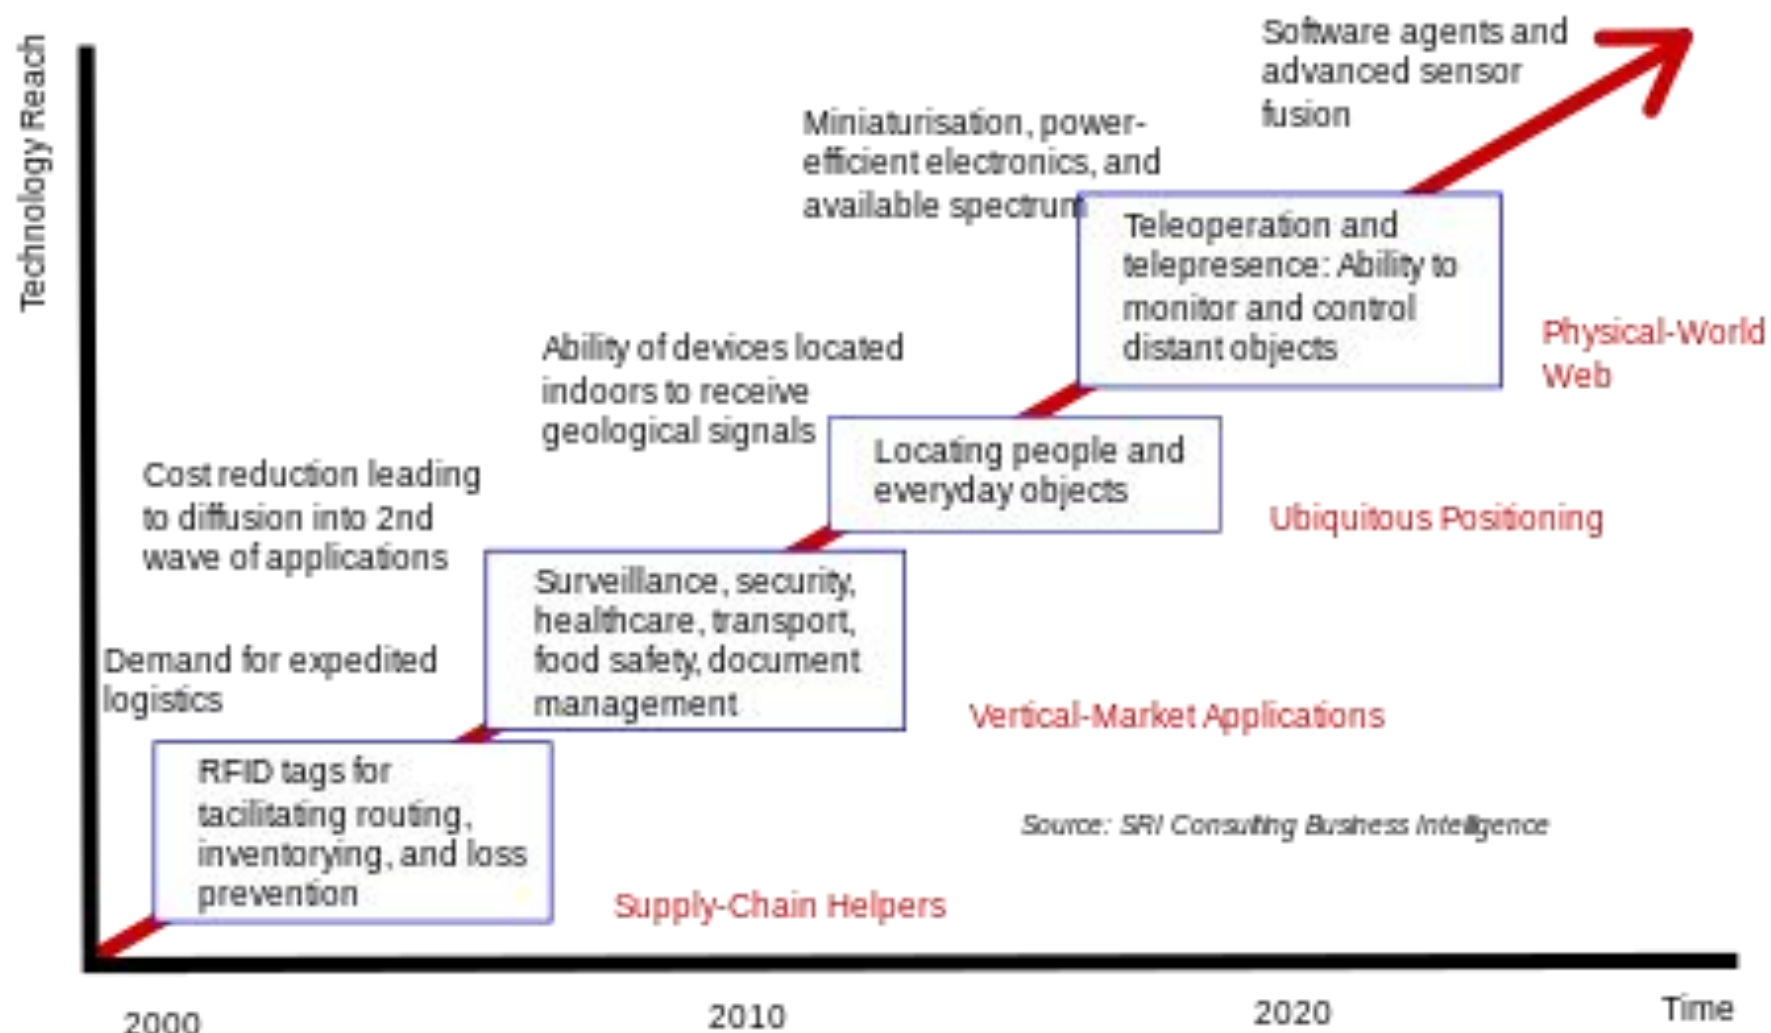 Technology Reach
Software agents and
advanced sensor
fusion
Miniaturisation, power-
efficient electronics, and
available spectrum
Teleoperation and
telepresence: Ability to
monitor and control
distant objects
Physical-World
Web
Ability of devices located
indoors to receive
geological signals
Locating people and
everyday objects
Ubiquitous Positioning
Cost reduction leading
to diffusion into 2nd
wave of applications
Surveillance, security,
healthcare, transport,
food safety, document
management
Vertical-Market Applications
Demand for expedited
logistics
RFID tags for
tacilitating routing,
inventorying, and loss
prevention
Supply-Chain Helpers
Source: SRI Consulting Business Intelligence
2000
2010
2020
Time